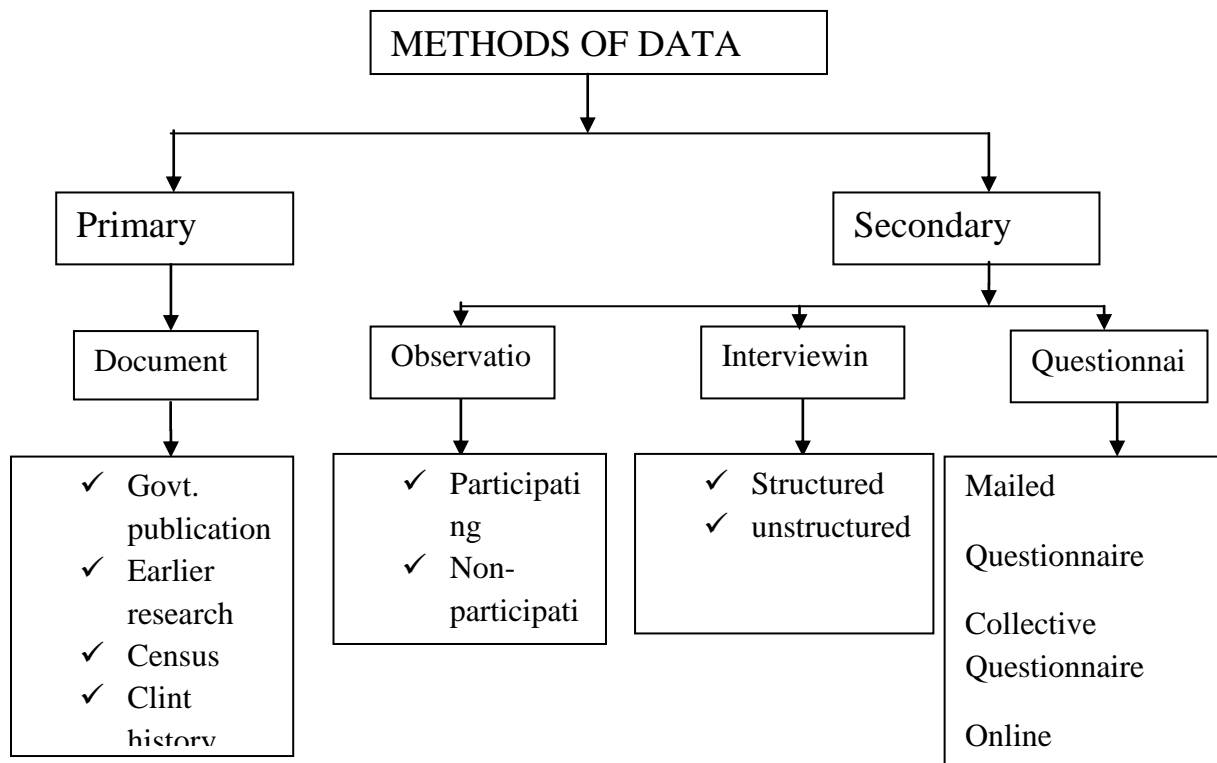 METHODS OF DATA
Primary
Secondary
Document
Observatio
Interviewin
Questionnai
✓ Govt.
publication
✓ Earlier
research
✓ Census
✓ Clint
history
✓ Participati
ng
✓ Non-
participati
✓ Structured
✓ unstructured
Mailed
Questionnaire
Collective
Questionnaire
Online